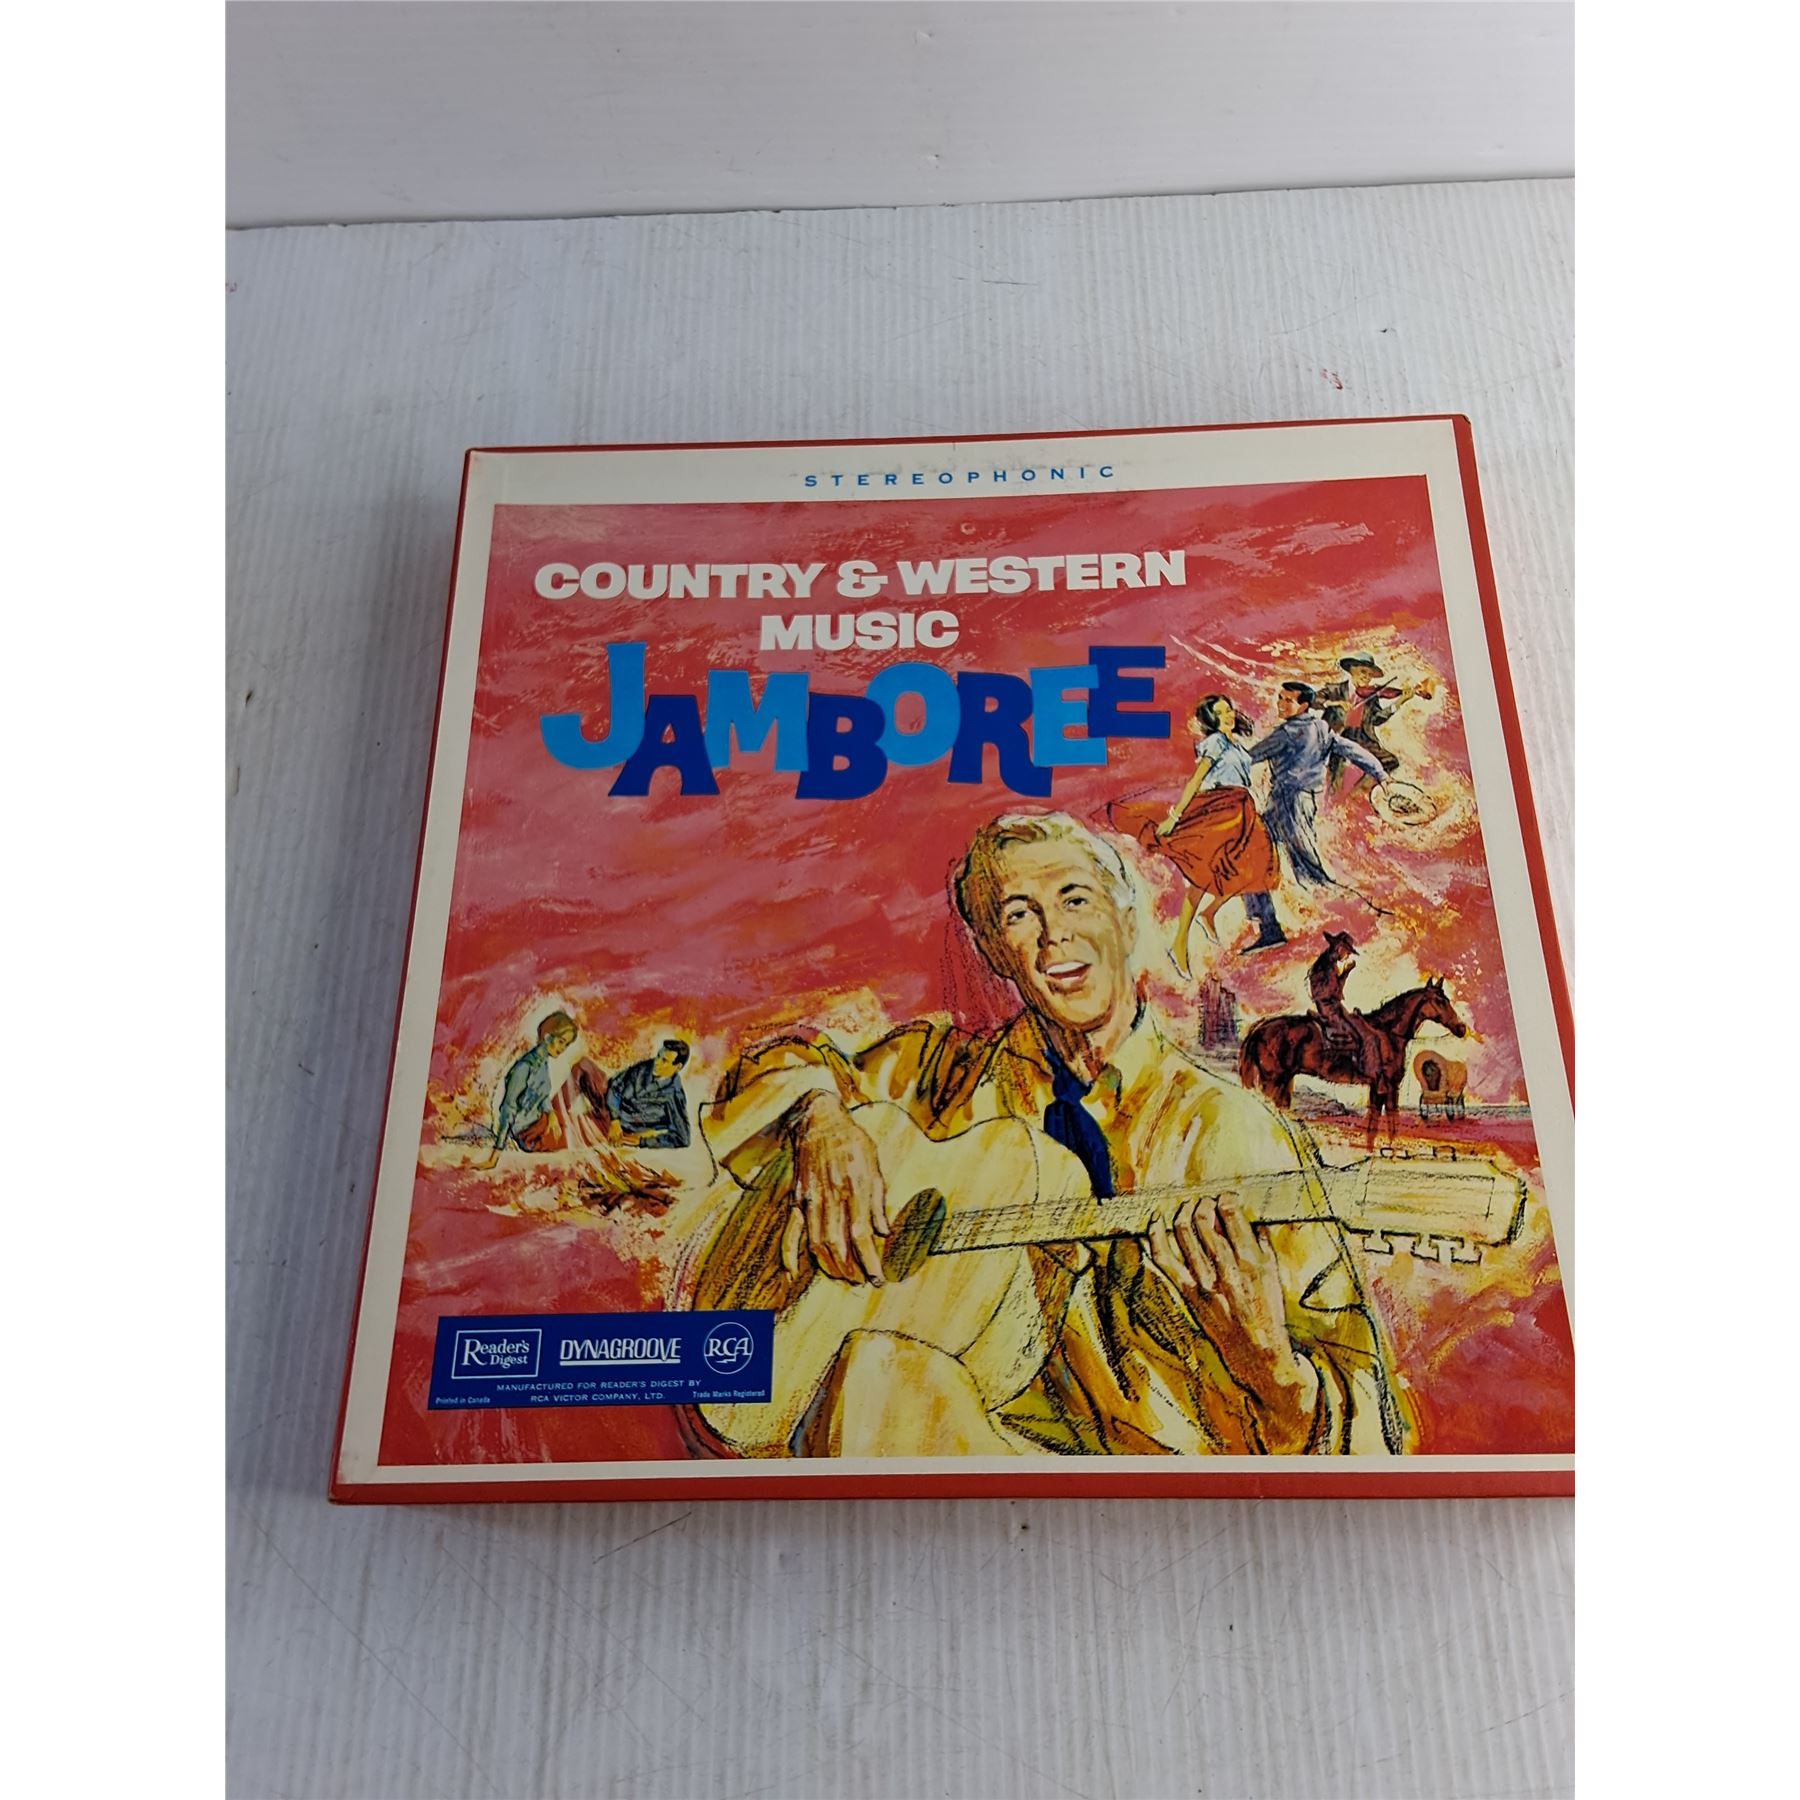 STEREOPHONIC
COUNTRY & WESTERN
MUSIC
JAMBOREE
Reader's
Digest
DYNAGROOVE
RCA
MANUFACTURED FOR READER'S DIGEST BY
RCA VICTOR COMPANY, LTD.
Printed in Canada
Trade Marks Registered